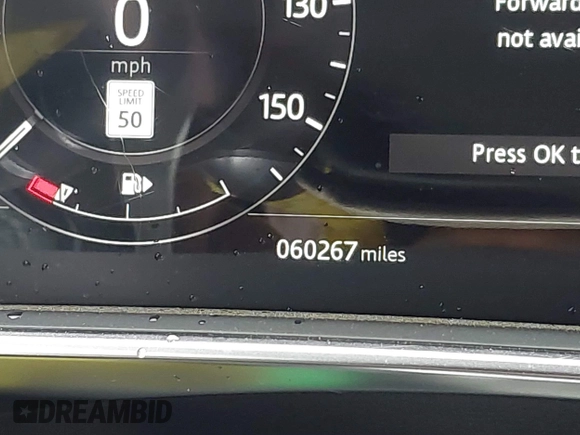 130
0
mph
SPEED
LIMIT
50
150
Forward
not avai
Press OK t
060267 miles
DREAMBID